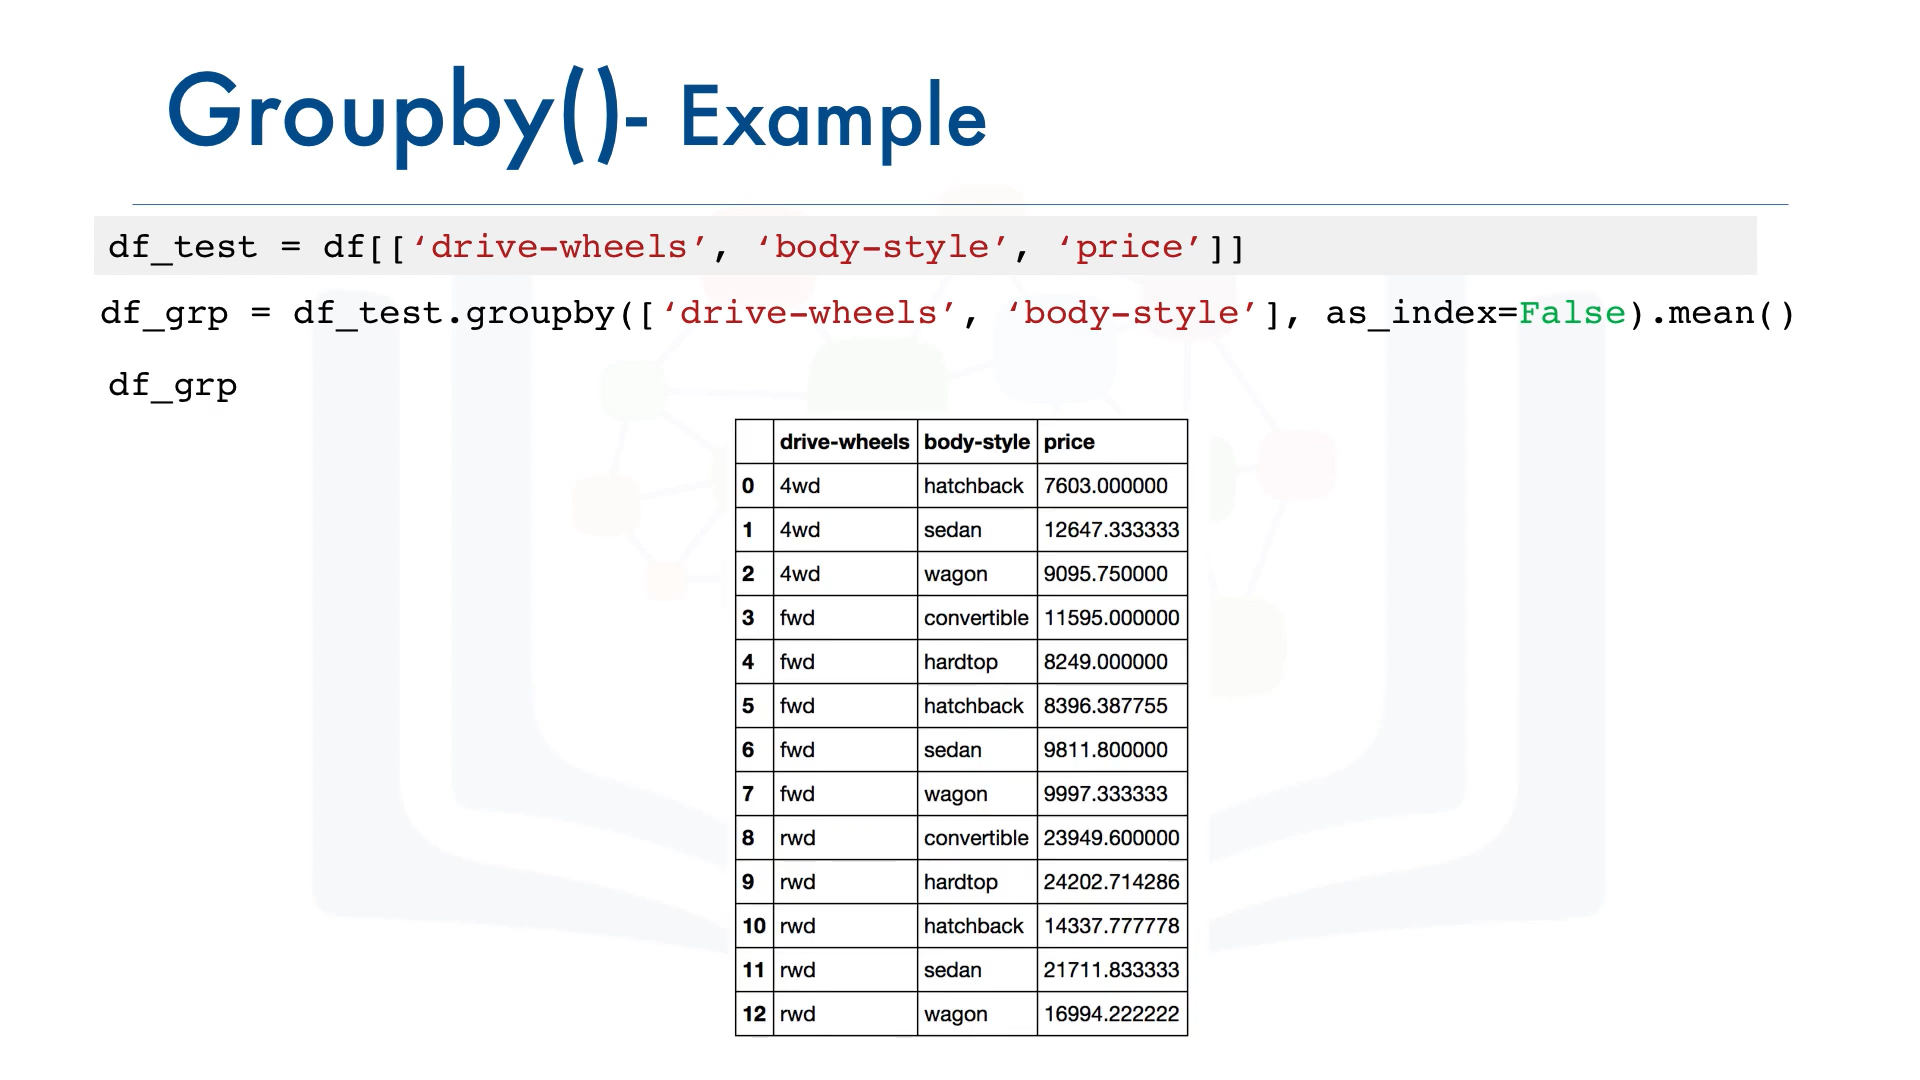 Groupby()- Example
df_test = df[[‘drive-wheels’, ‘body-style’, ‘price’]]
df_grp = df_test.groupby([‘drive-wheels’, ‘body-style’], as_index=False).mean()
df_grp
drive-wheels body-style price
0 4wd hatchback 7603.000000
1 4wd sedan 12647.333333
2 4wd wagon 9095.750000
3 fwd convertible 11595.000000
4 fwd hardtop 8249.000000
5 fwd hatchback 8396.387755
6 fwd sedan 9811.800000
7 fwd wagon 9997.333333
8 rwd convertible 23949.600000
9 rwd hardtop 24202.714286
10 rwd hatchback 14337.777778
11 rwd sedan 21711.833333
12 rwd wagon 16994.222222